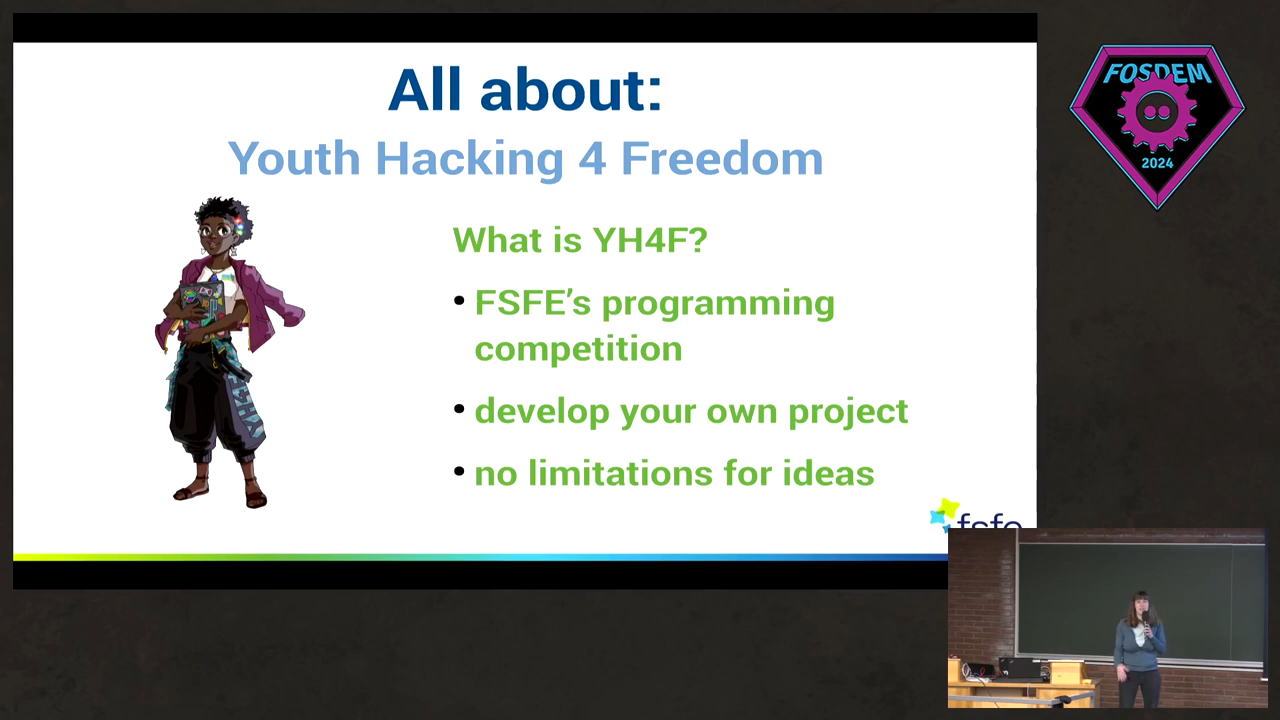 All about:
Youth Hacking 4 Freedom
What is YH4F?
• FSFE’s programming
competition
• develop your own project
• no limitations for ideas
fsfe
FOSDEM
2024